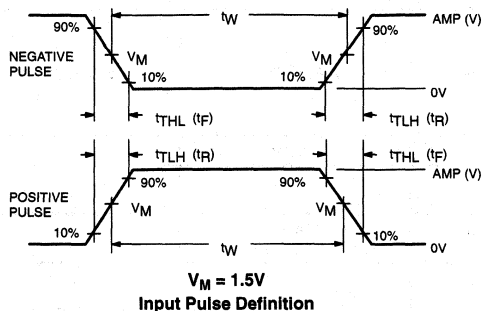 90% tW 90% AMP (V)
NEGATIVE PULSE VM VM
10% 10%
0V
tTHL (tF) tTLH (tR)
tTLH (tR) tTHL (tF)
AMP (V)
90% 90%
POSITIVE PULSE VM VM
10% 10%
tW 0V
VM = 1.5V
Input Pulse Definition